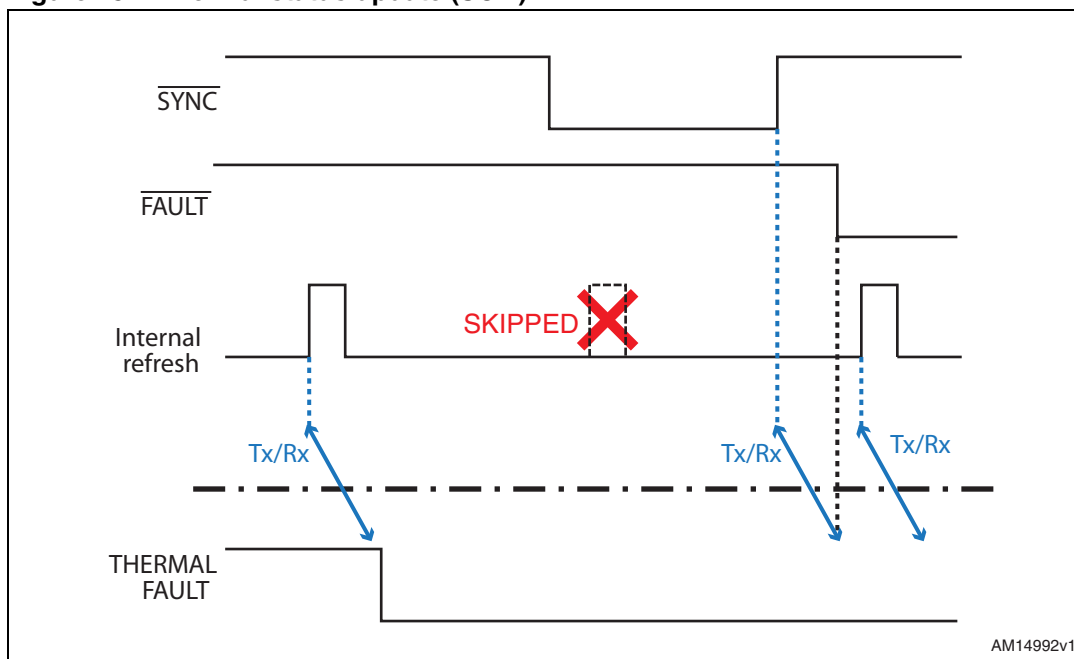 SYNC
FAULT
SKIPPED
Internal
refresh
Tx/Rx
Tx/Rx
Tx/Rx
THERMAL
FAULT
AM14992v1